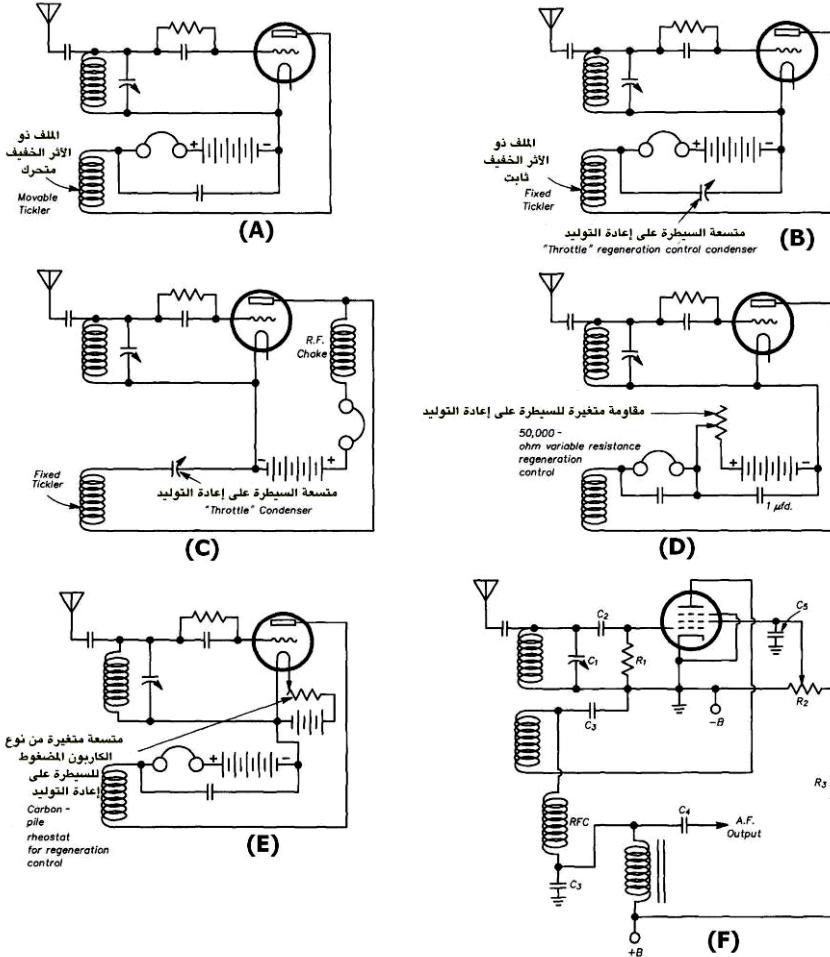 الملف ذو
الأثر الخفيف
متحرك
Movable
Tickler
+
−
(A)
الملف ذو
الأثر الخفيف
ثابت
Fixed
Tickler
+
−
متسعة السيطرة على إعادة التوليد
"Throttle" regeneration control condenser
(B)
R.F.
Choke
−
+
Fixed
Tickler
متسعة السيطرة على إعادة التوليد
"Throttle" Condenser
(C)
مقاومة متغيرة للسيطرة على إعادة التوليد
50,000 -
ohm variable resistance
regeneration
control
+
−
1 µfd.
(D)
متسعة متغيرة من نوع
الكاربون المضغوط
للسيطرة على
إعادة التوليد
Carbon -
pile
rheostat
for regeneration
control
+
−
(E)
C2
C5
C1
R1
R2
−B
C3
R3
RFC
C4
A.F.
Output
C3
+B
(F)